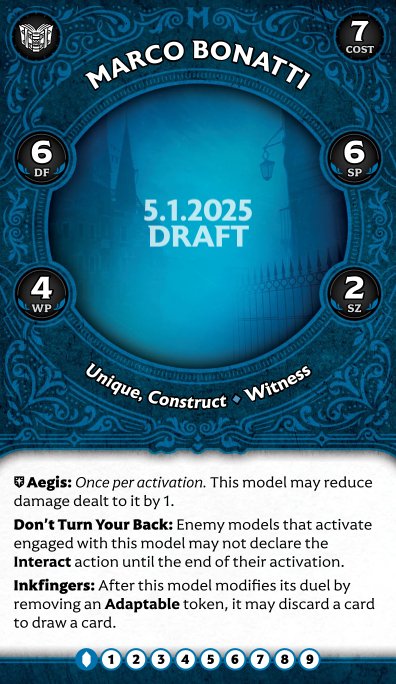 7
COST
MARCO BONATTI
6
DF
6
SP
5.1.2025
DRAFT
4
WP
2
SZ
Unique, Construct ◆ Witness
Aegis: Once per activation. This model may reduce
damage dealt to it by 1.
Don't Turn Your Back: Enemy models that activate
engaged with this model may not declare the
Interact action until the end of their activation.
Inkfingers: After this model modifies its duel by
removing an Adaptable token, it may discard a card
to draw a card.
1 2 3 4 5 6 7 8 9